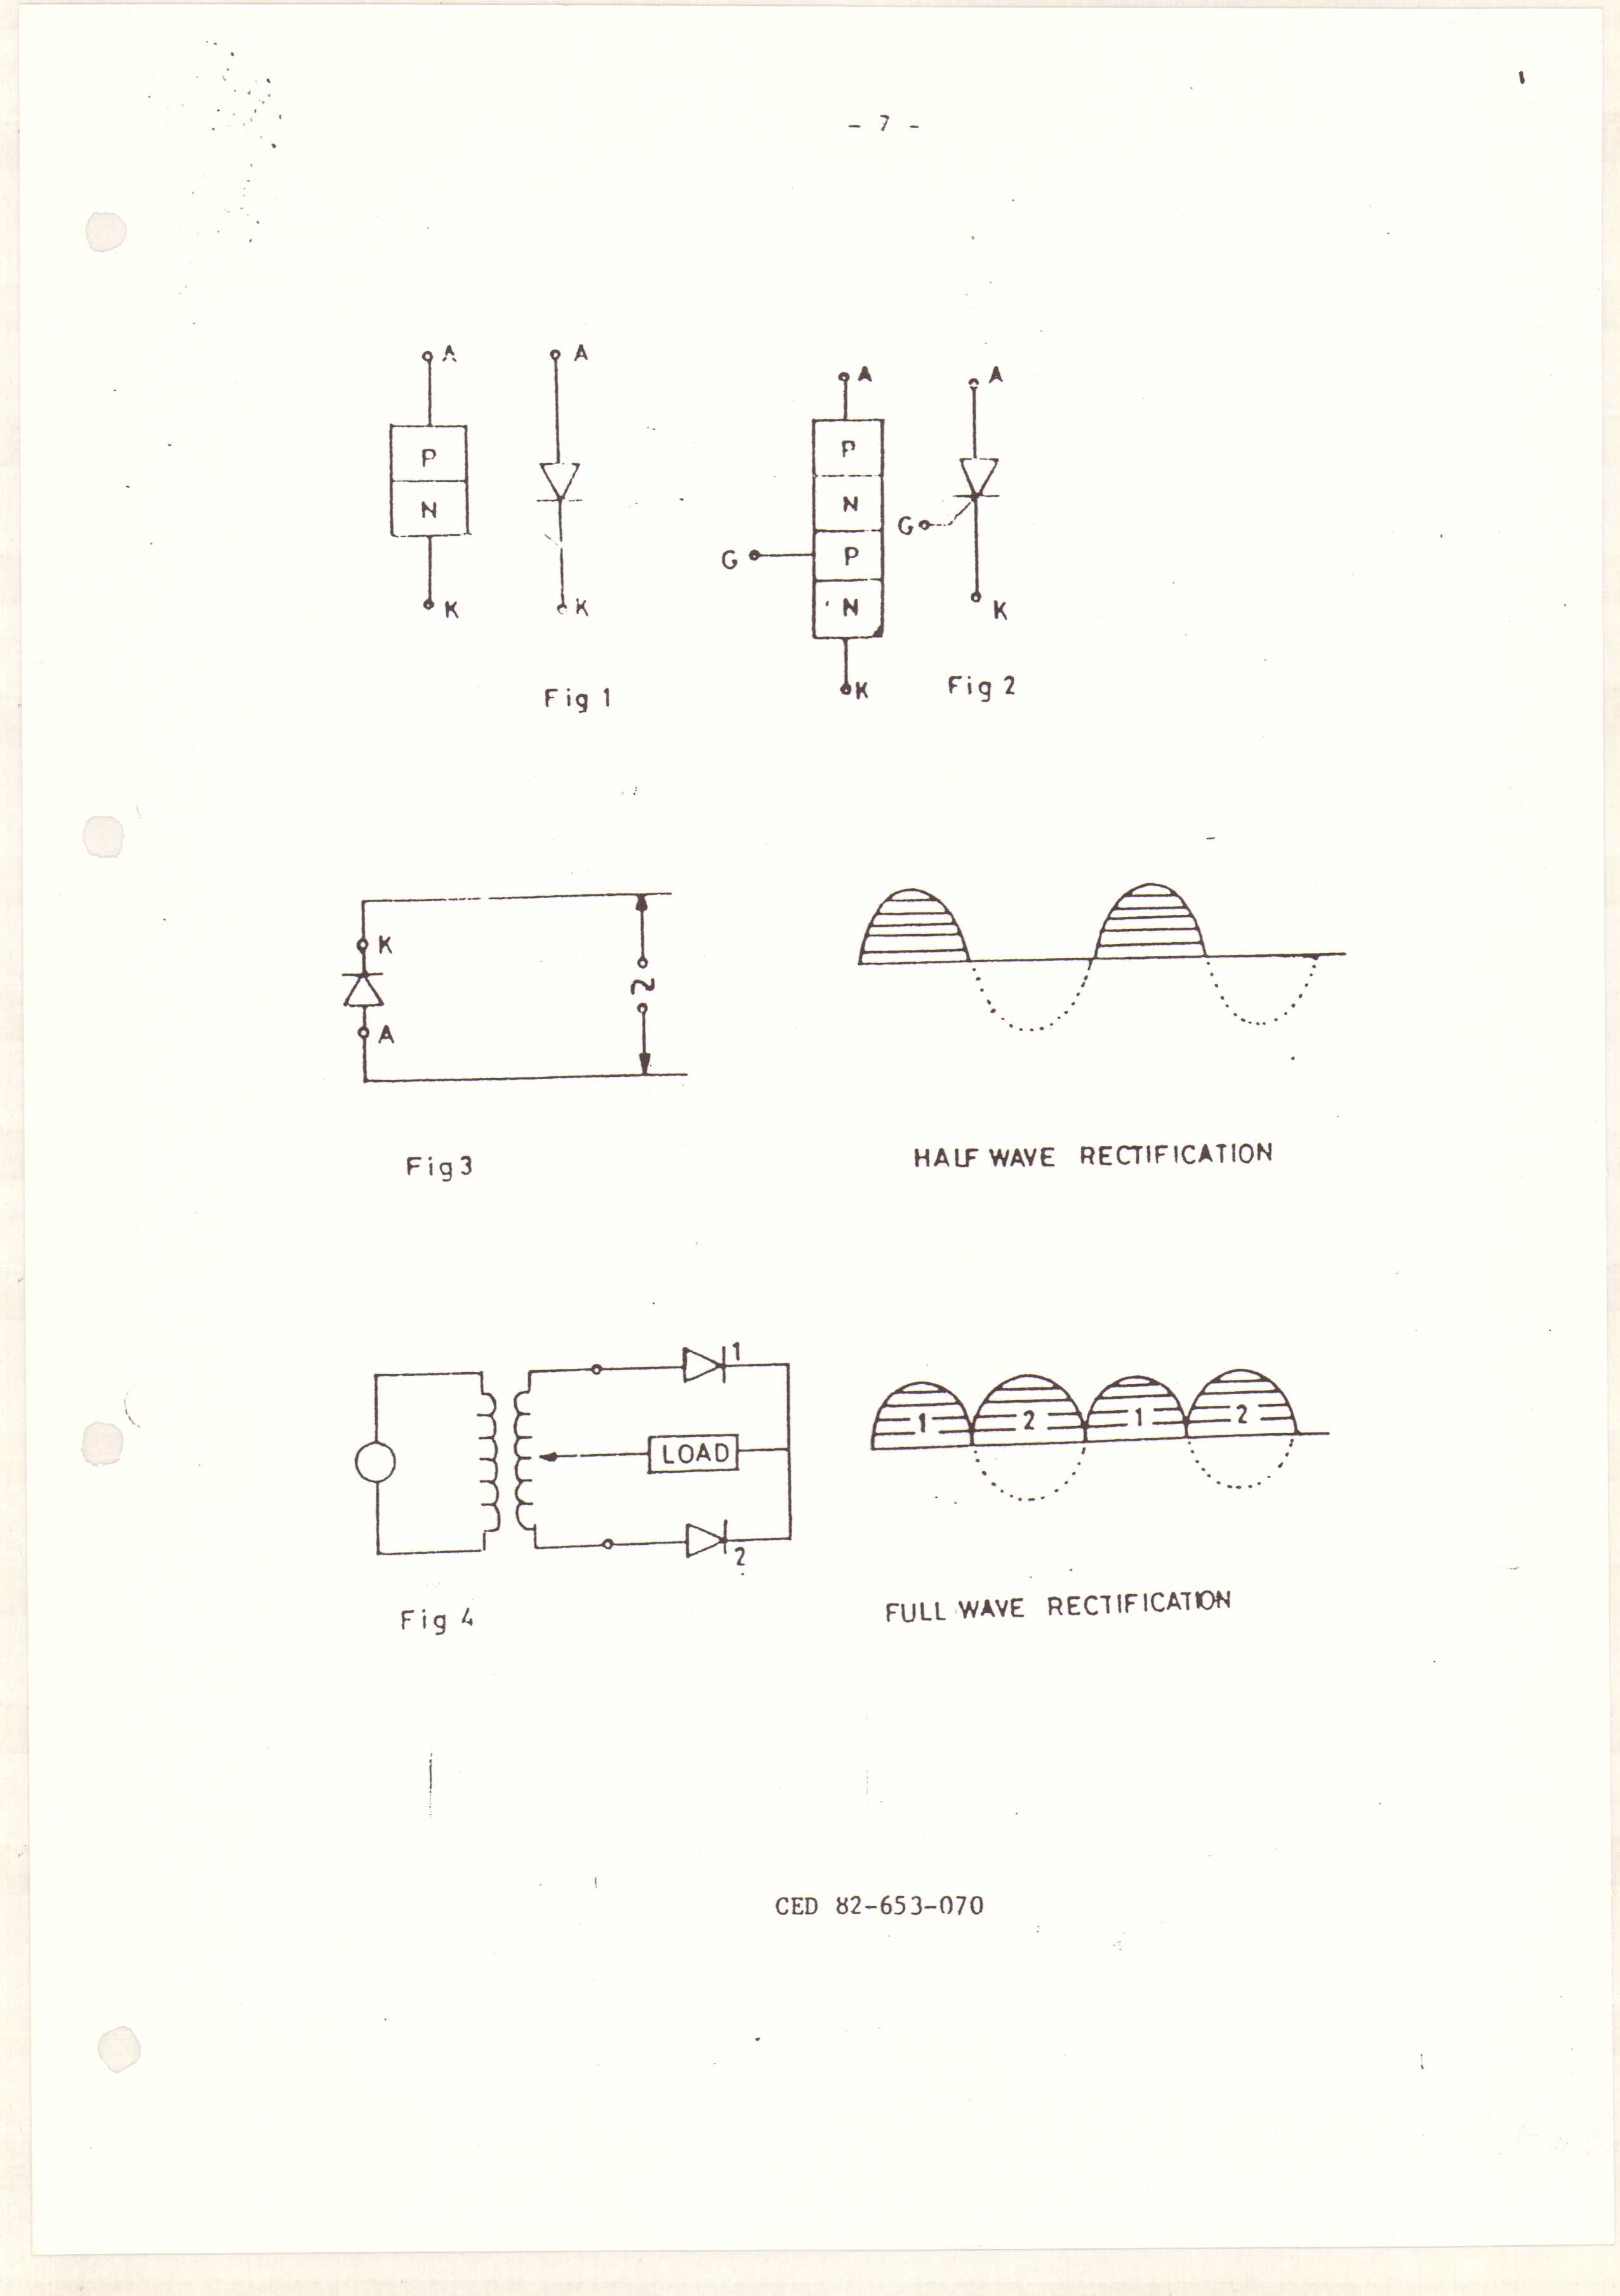 - 7 -
A A
P
N
K K
Fig 1
A A
P
N
G P G
N
K K
Fig 2
K
~
A
Fig 3
HALF WAVE RECTIFICATION
1
LOAD
2
Fig 4
1 2 1 2
FULL WAVE RECTIFICATION
CED 82-653-070